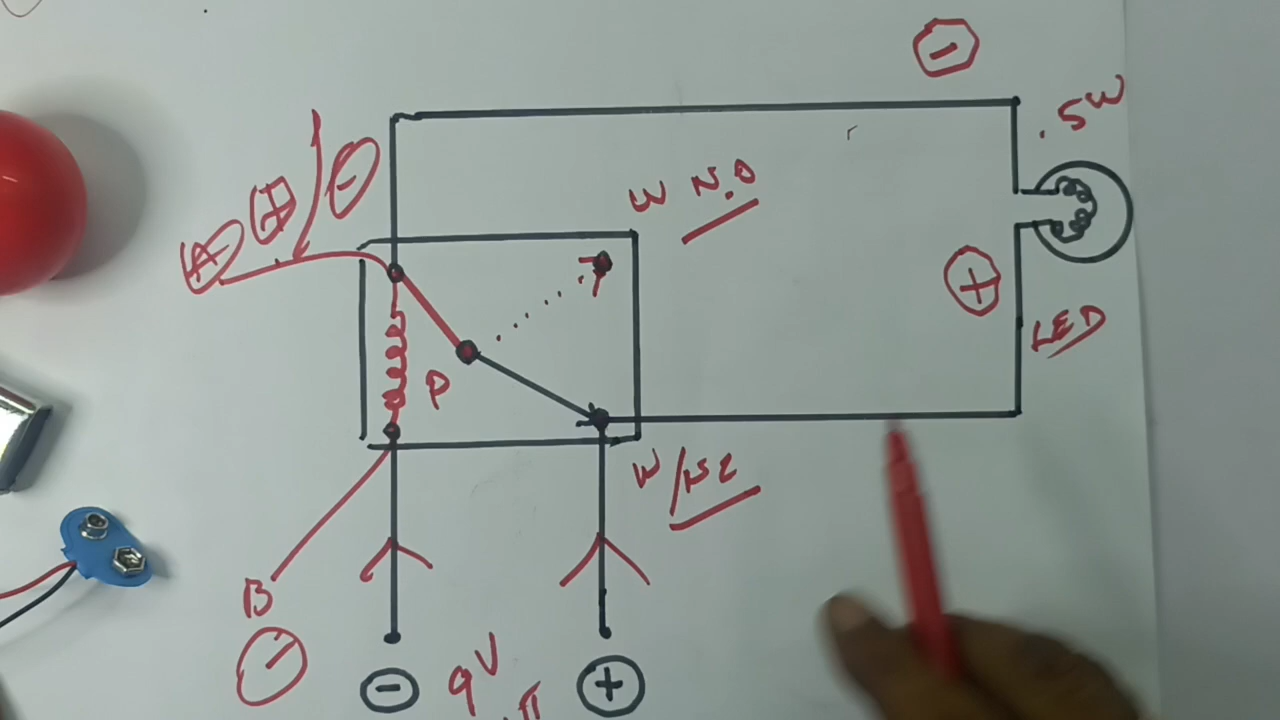 −
.5W
+ / −
A
W N.O
+
LED
P
W/NC
B
−
− 9V +